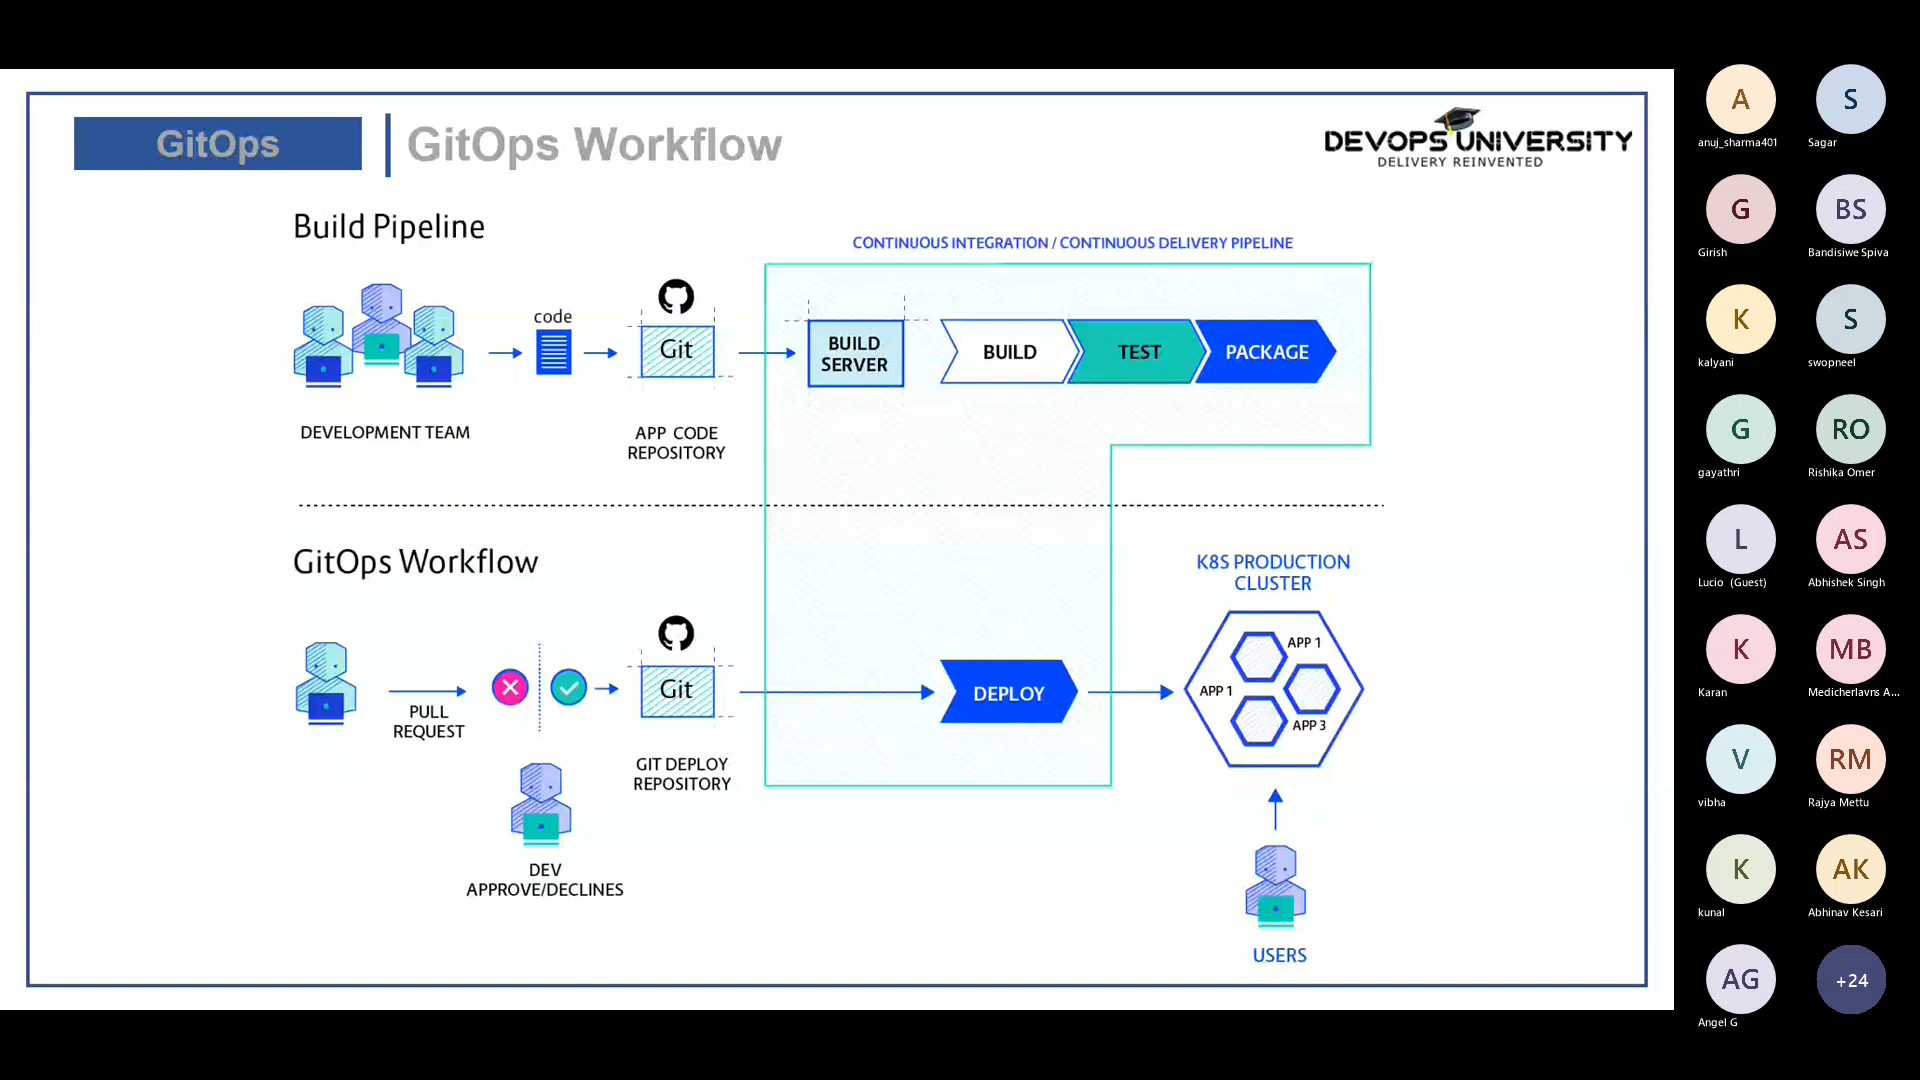 GitOps
GitOps Workflow
DEVOPS UNIVERSITY
DELIVERY REINVENTED
Build Pipeline
CONTINUOUS INTEGRATION / CONTINUOUS DELIVERY PIPELINE
code
Git
BUILD
SERVER
BUILD
TEST
PACKAGE
DEVELOPMENT TEAM
APP CODE
REPOSITORY
GitOps Workflow
K8S PRODUCTION
CLUSTER
PULL
REQUEST
Git
DEPLOY
APP 1
APP 1
APP 3
GIT DEPLOY
REPOSITORY
DEV
APPROVE/DECLINES
USERS
A
anuj_sharma401
S
Sagar
G
Girish
BS
Bandisiwe Spiva
K
kalyani
S
swopneel
G
gayathri
RO
Rishika Omer
L
Lucio (Guest)
AS
Abhishek Singh
K
Karan
MB
Medicherlavns A...
V
vibha
RM
Rajya Mettu
K
kunal
AK
Abhinav Kesari
AG
Angel G
+24